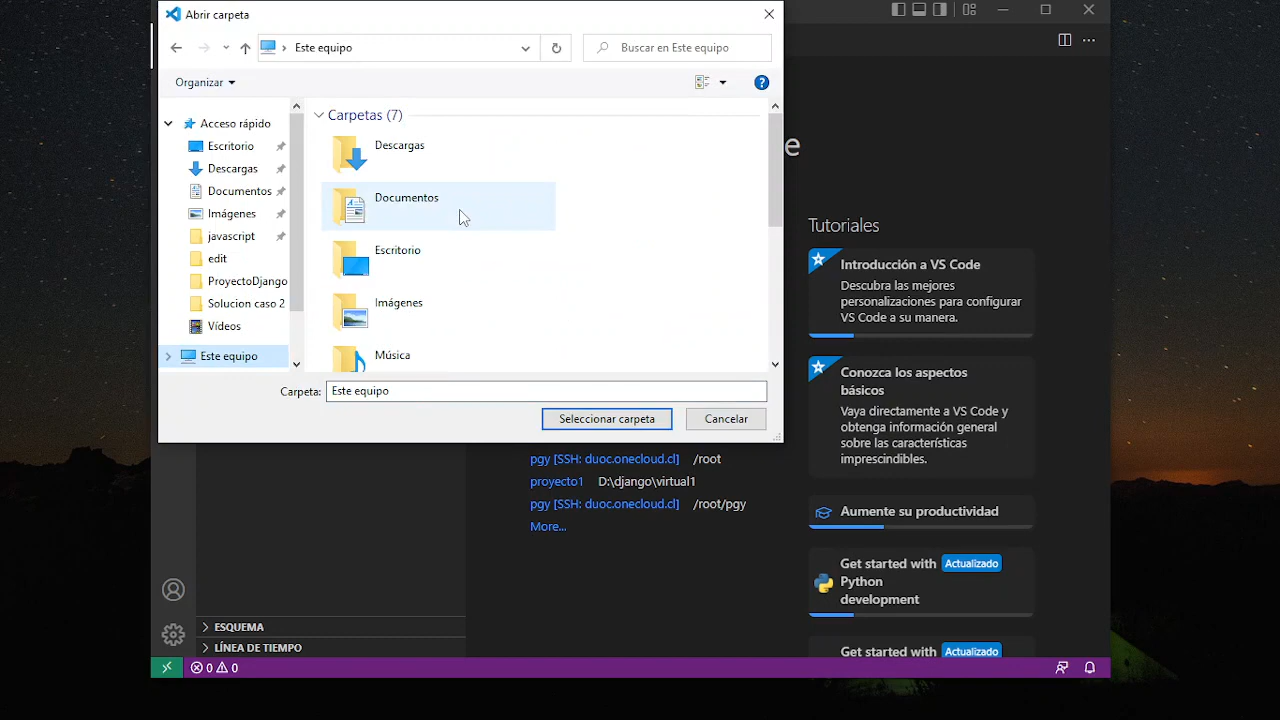 Abrir carpeta
Este equipo
Buscar en Este equipo
Organizar
Acceso rápido
Escritorio
Descargas
Documentos
Imágenes
javascript
edit
ProyectoDjango
Solucion caso 2
Vídeos
Este equipo
Carpetas (7)
Descargas
Documentos
Escritorio
Imágenes
Música
Carpeta:
Este equipo
Seleccionar carpeta
Cancelar
e
pgy [SSH: duoc.onecloud.cl] /root
proyecto1 D:\django\virtual1
pgy [SSH: duoc.onecloud.cl] /root/pgy
More...
Tutoriales
Introducción a VS Code
Descubra las mejores
personalizaciones para configurar
VS Code a su manera.
Conozca los aspectos
básicos
Vaya directamente a VS Code y
obtenga información general
sobre las características
imprescindibles.
Aumente su productividad
Get started with Actualizado
Python
development
Get started with Actualizado
ESQUEMA
LÍNEA DE TIEMPO
0 0